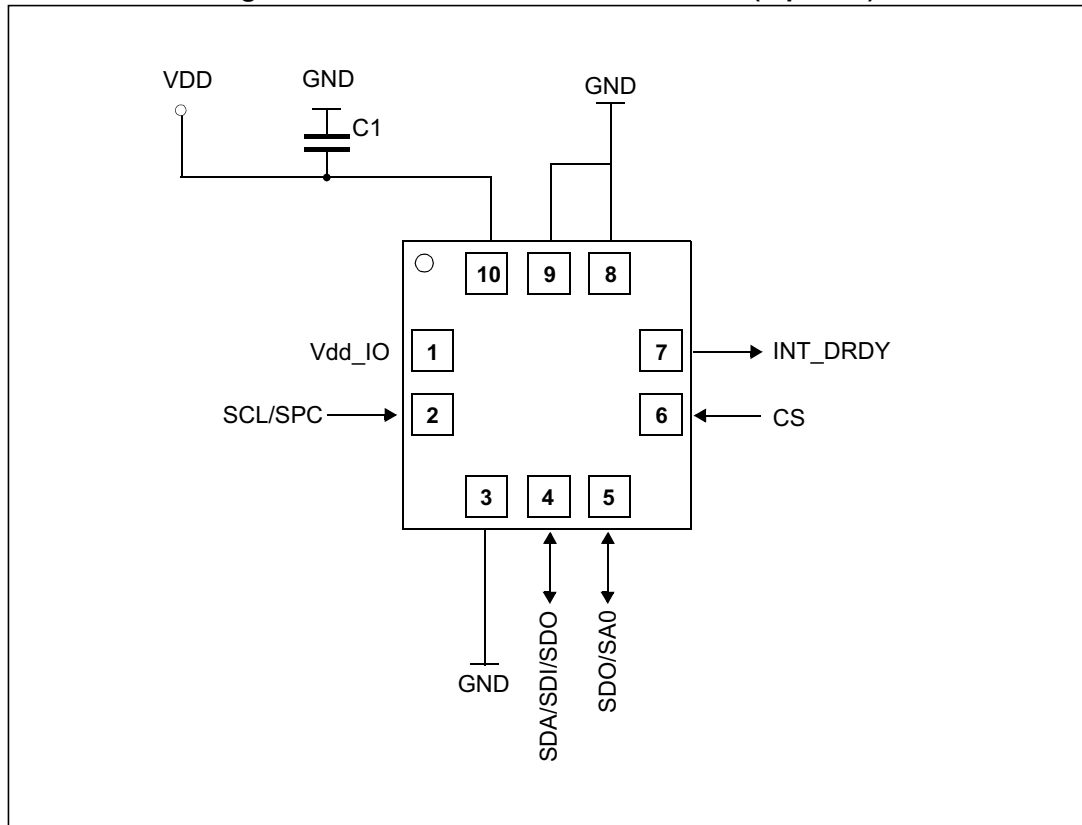 VDD
GND
C1
GND
10
9
8
Vdd_IO
1
7
INT_DRDY
SCL/SPC
2
6
CS
3
4
5
GND
SDA/SDI/SDO
SDO/SA0